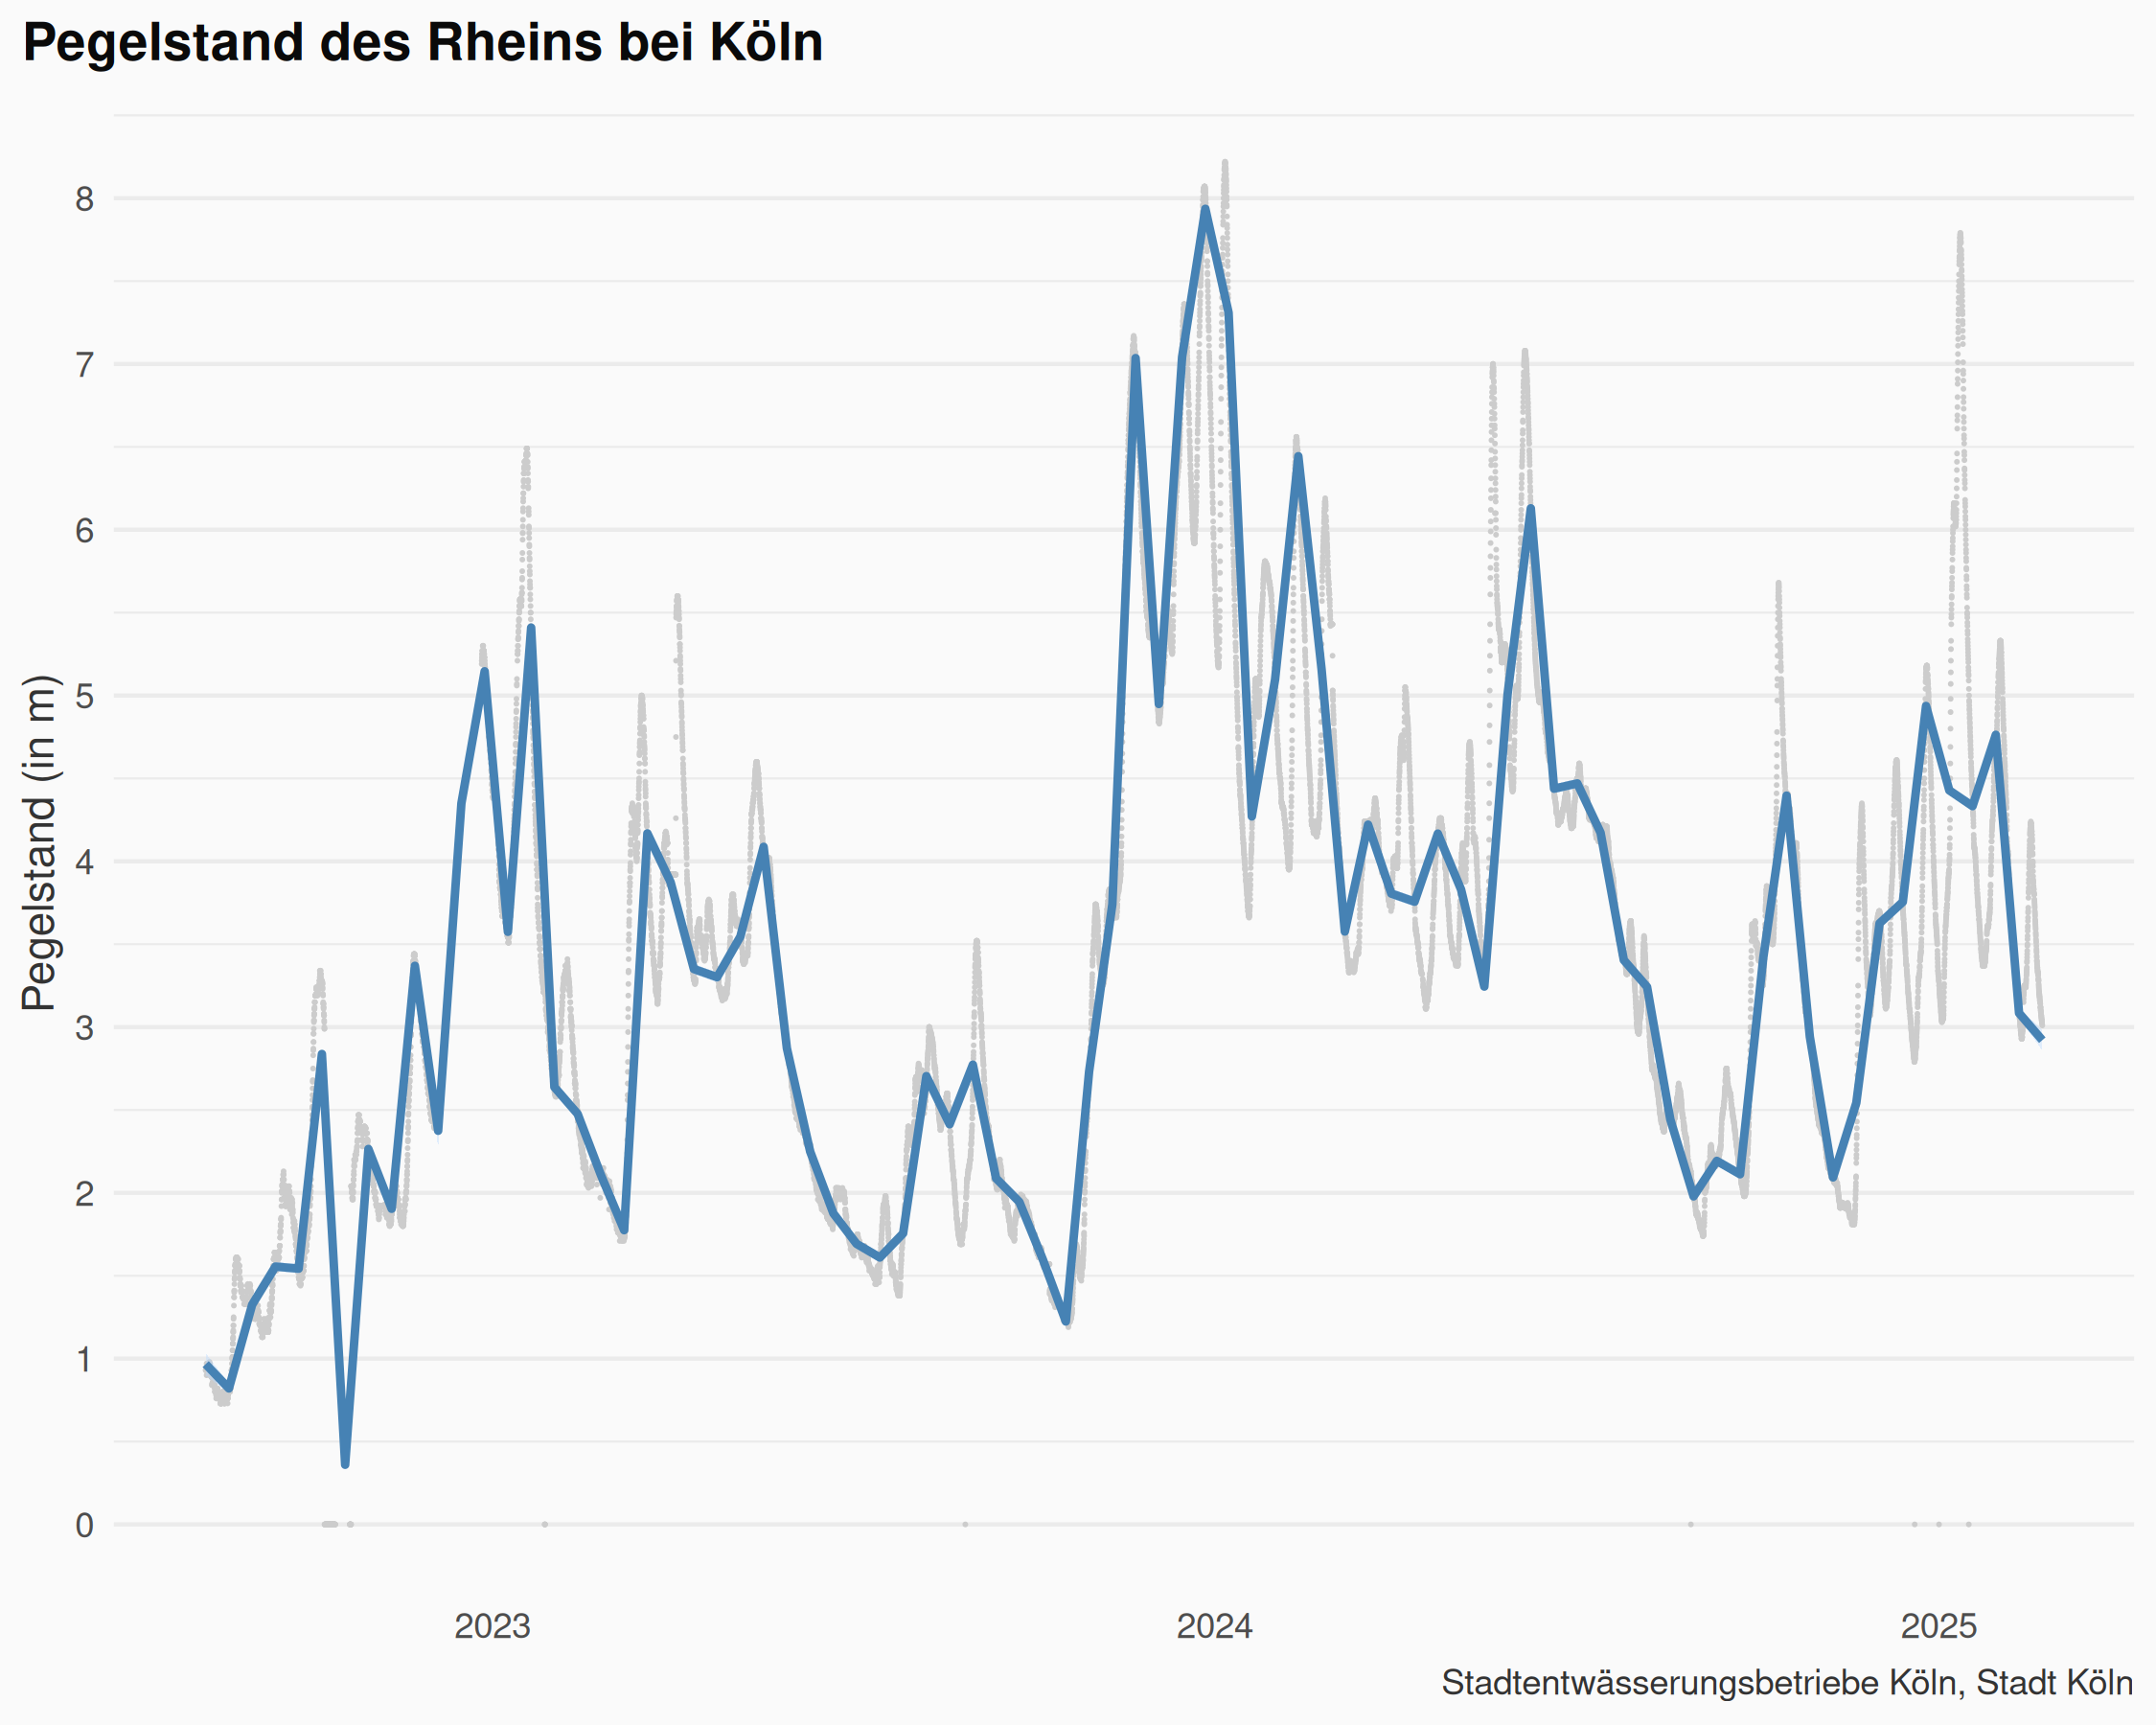 Pegelstand des Rheins bei Köln
Pegelstand (in m)
8
7
6
5
4
3
2
1
0
2023 2024 2025
Stadtentwässerungsbetriebe Köln, Stadt Köln